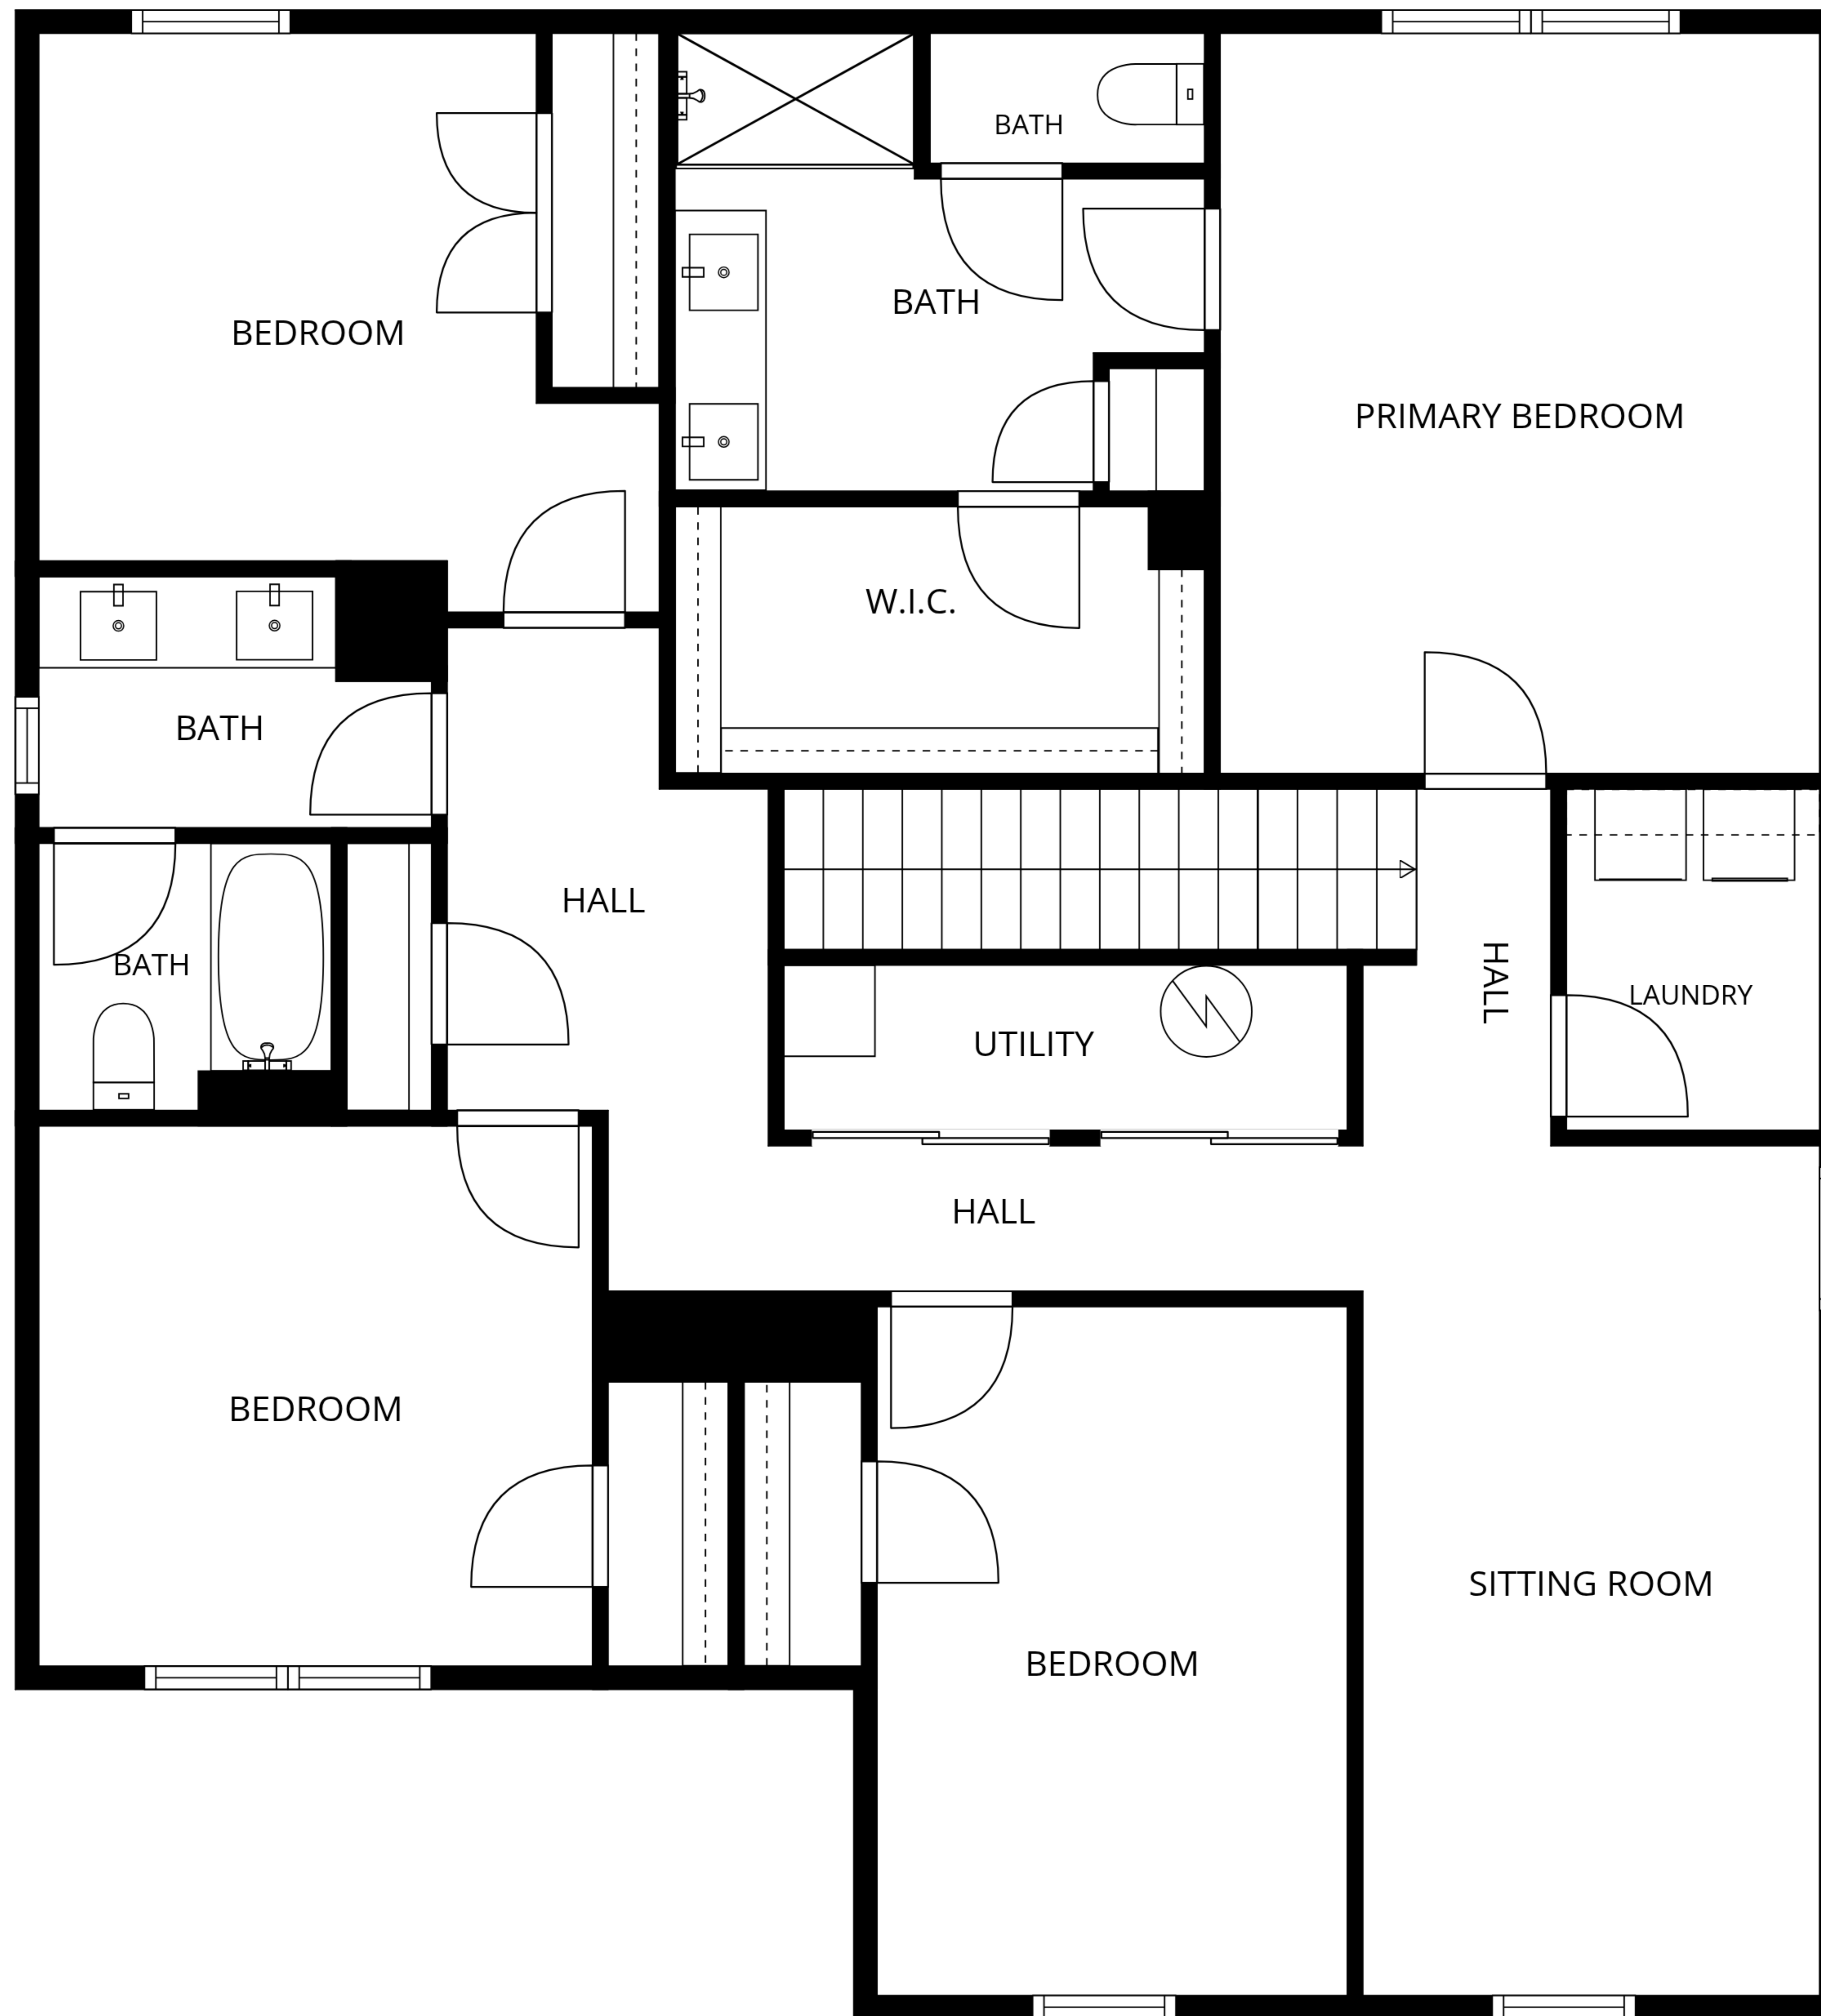 BATH
BATH
BEDROOM
PRIMARY BEDROOM
W.I.C.
BATH
HALL
BATH
HALL
LAUNDRY
UTILITY
HALL
BEDROOM
SITTING ROOM
BEDROOM